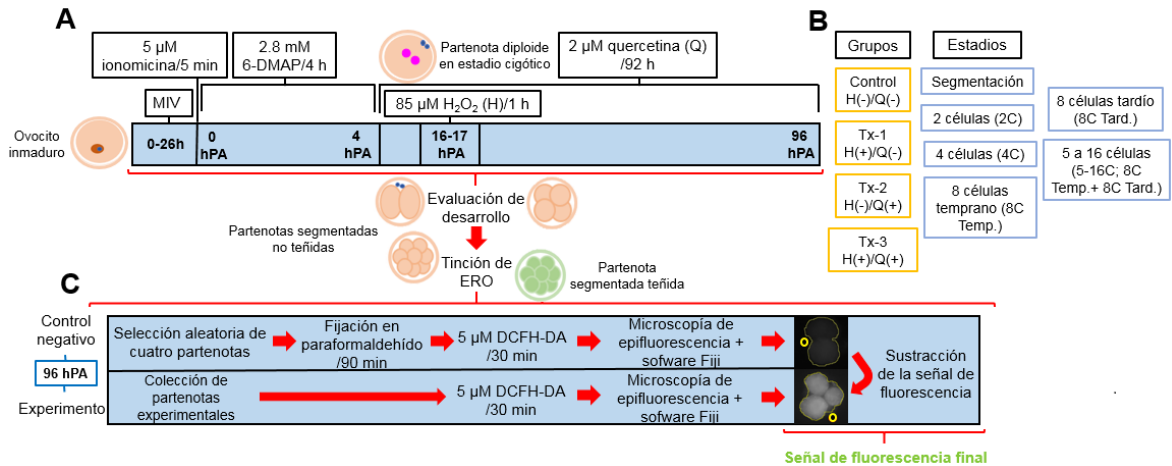 A
5 µM
ionomicina/5 min
2.8 mM
6-DMAP/4 h
Partenota diploide
en estadio cigótico
2 µM quercetina (Q)
/92 h
MIV
85 µM H₂O₂ (H)/1 h
Ovocito
inmaduro
0-26h
0
hPA
4
hPA
16-17
hPA
96
hPA
Evaluación de
desarrollo
Partenotas segmentadas
no teñidas
Tinción de
ERO
Partenota
segmentada teñida
B
Grupos
Control
H(-)/Q(-)
Tx-1
H(+)/Q(-)
Tx-2
H(-)/Q(+)
Tx-3
H(+)/Q(+)
Estadios
Segmentación
2 células (2C)
4 células (4C)
8 células
temprano (8C
Temp.)
8 células tardío
(8C Tard.)
5 a 16 células
(5-16C; 8C
Temp.+ 8C Tard.)
C
Control
negativo
96 hPA
Experimento
Selección aleatoria de
cuatro partenotas
Fijación en
paraformaldehído
/90 min
5 µM DCFH-DA
/30 min
Microscopía de
epifluorescencia +
sofware Fiji
Colección de
partenotas
experimentales
5 µM DCFH-DA
/30 min
Microscopía de
epifluorescencia +
sofware Fiji
Sustracción
de la señal de
fluorescencia
Señal de fluorescencia final